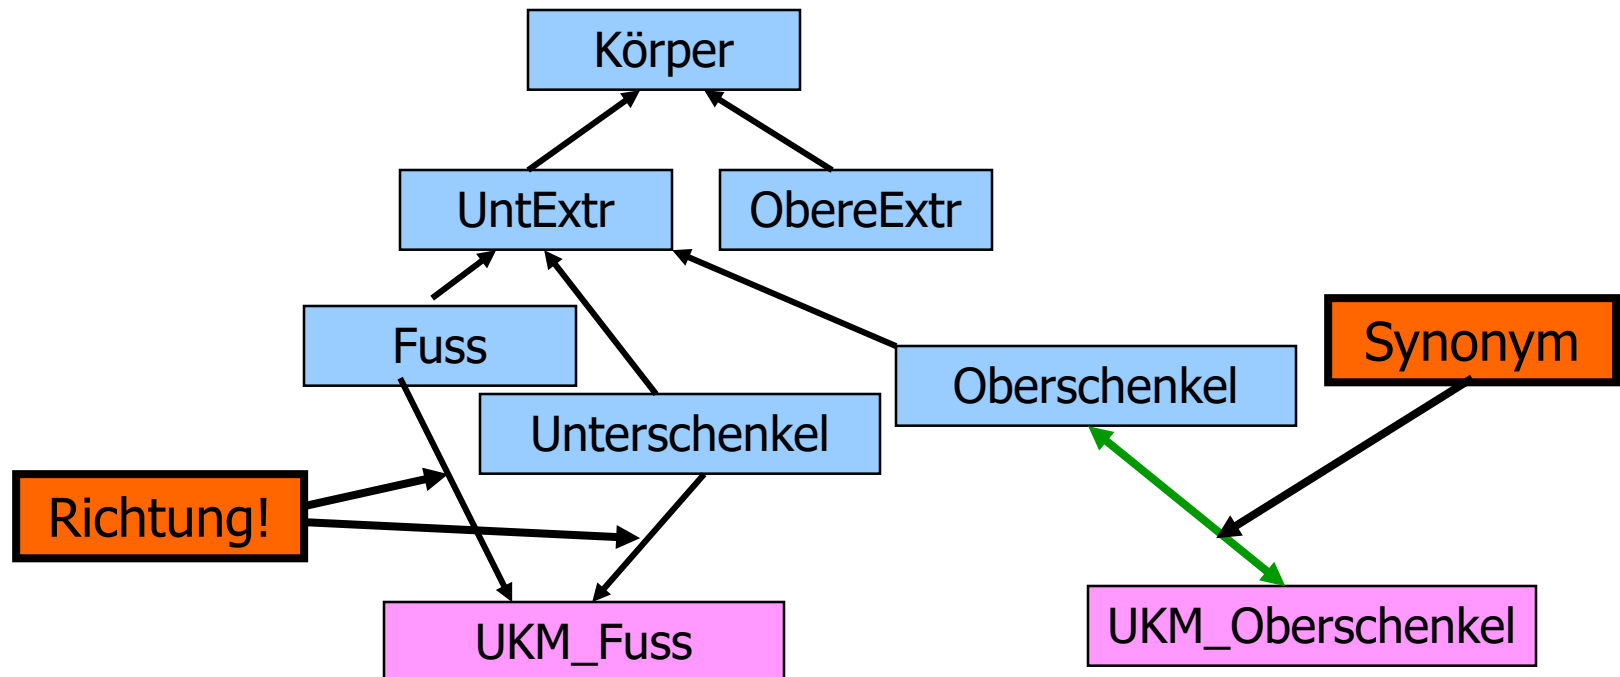 Körper
UntExtr
ObereExtr
Fuss
Oberschenkel
Synonym
Unterschenkel
Richtung!
UKM_Fuss
UKM_Oberschenkel